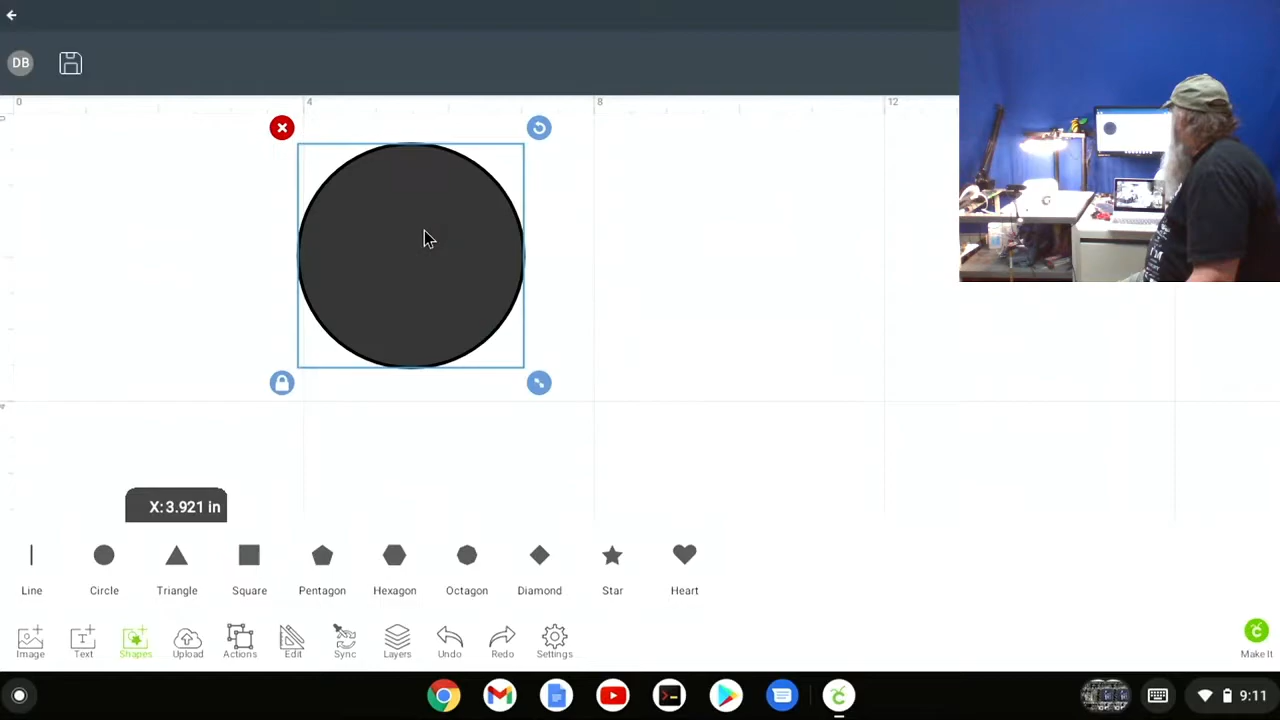 DB
0
4
8
12
X: 3.921 in
Line
Circle
Triangle
Square
Pentagon
Hexagon
Octagon
Diamond
Star
Heart
Image
Text
Shapes
Upload
Actions
Edit
Sync
Layers
Undo
Redo
Settings
Make It
9:11